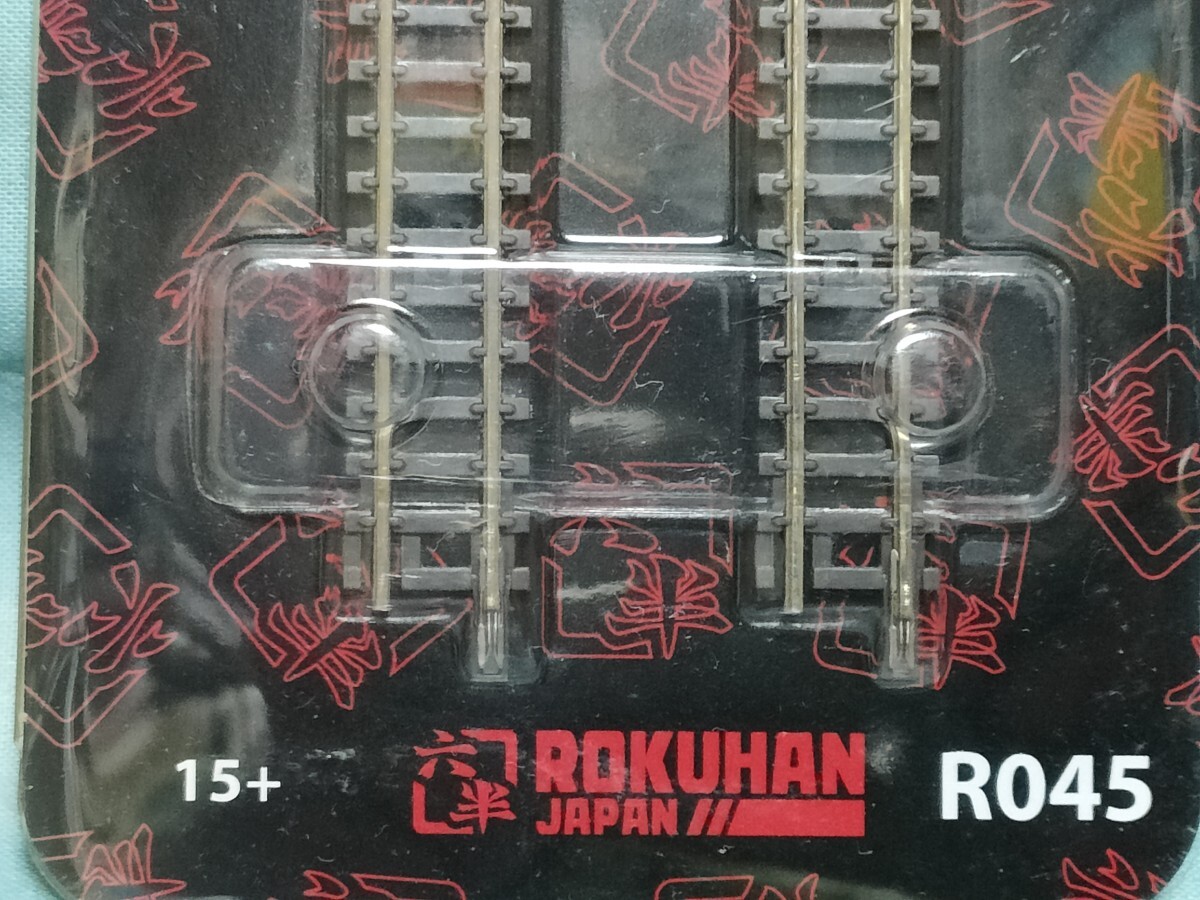 15+
六半
ROKUHAN
JAPAN
R045